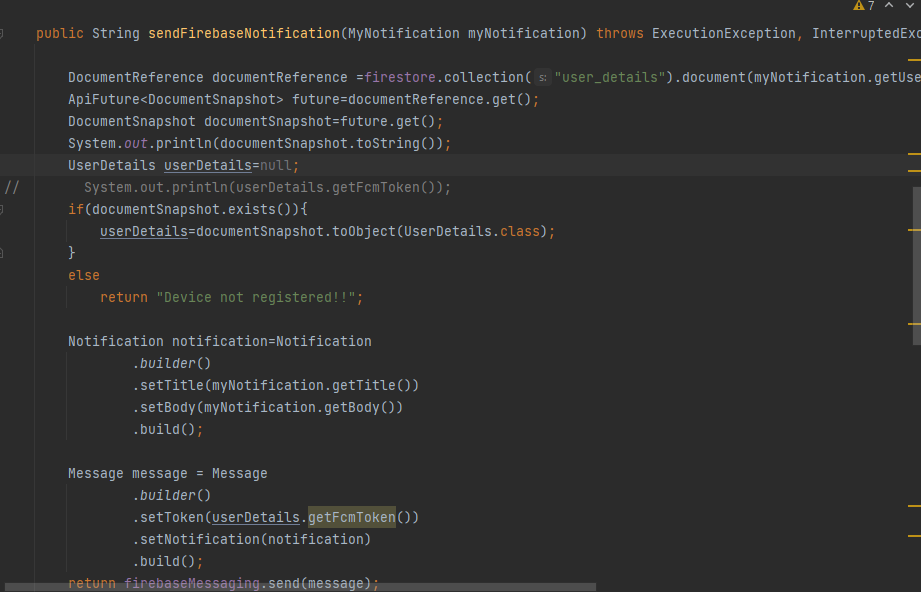 7
public String sendFirebaseNotification(MyNotification myNotification) throws ExecutionException, InterruptedExc
DocumentReference documentReference =firestore.collection( s: "user_details").document(myNotification.getUse
ApiFuture<DocumentSnapshot> future=documentReference.get();
DocumentSnapshot documentSnapshot=future.get();
System.out.println(documentSnapshot.toString());
UserDetails userDetails=null;
// System.out.println(userDetails.getFcmToken());
if(documentSnapshot.exists()){
userDetails=documentSnapshot.toObject(UserDetails.class);
}
else
return "Device not registered!!";
Notification notification=Notification
.builder()
.setTitle(myNotification.getTitle())
.setBody(myNotification.getBody())
.build();
Message message = Message
.builder()
.setToken(userDetails.getFcmToken())
.setNotification(notification)
.build();
return firebaseMessaging.send(message);